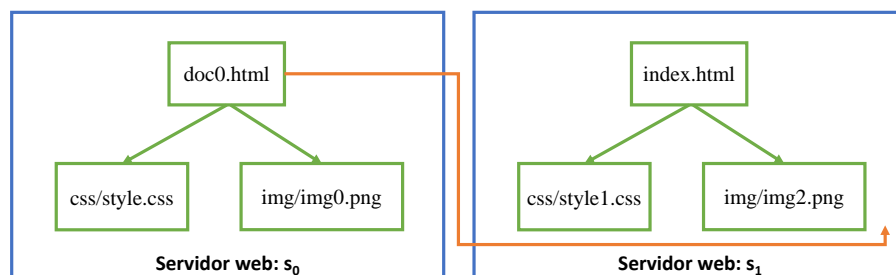 doc0.html
css/style.css
img/img0.png
Servidor web: s0
index.html
css/style1.css
img/img2.png
Servidor web: s1